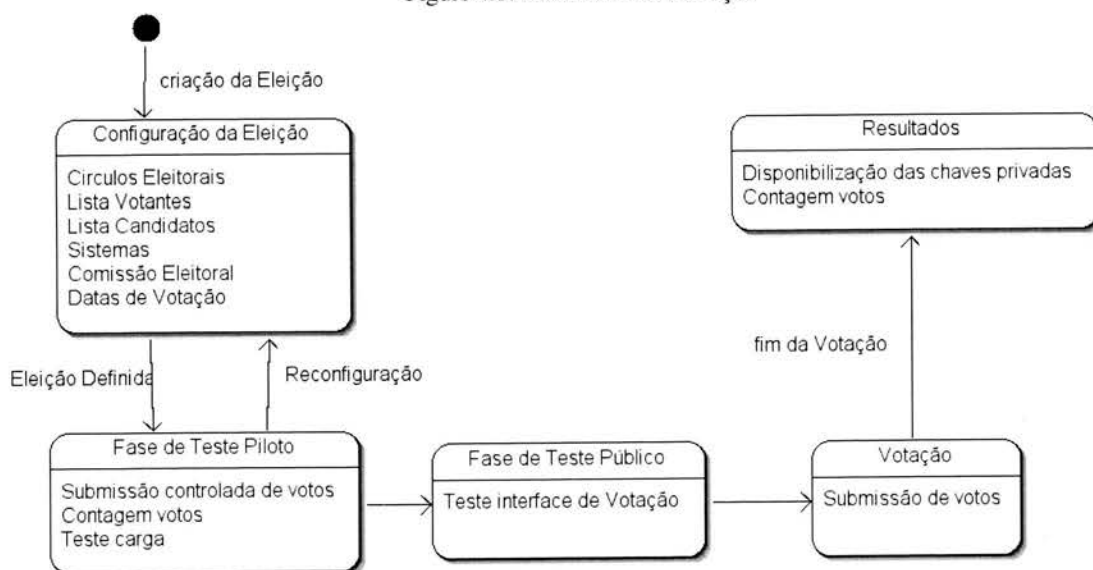 criação da Eleição
Configuração da Eleição
Circulos Eleitorais
Lista Votantes
Lista Candidatos
Sistemas
Comissão Eleitoral
Datas de Votação
Resultados
Disponibilização das chaves privadas
Contagem votos
fim da Votação
Eleição Definida
Reconfiguração
Fase de Teste Piloto
Submissão controlada de votos
Contagem votos
Teste carga
Fase de Teste Público
Teste interface de Votação
Votação
Submissão de votos